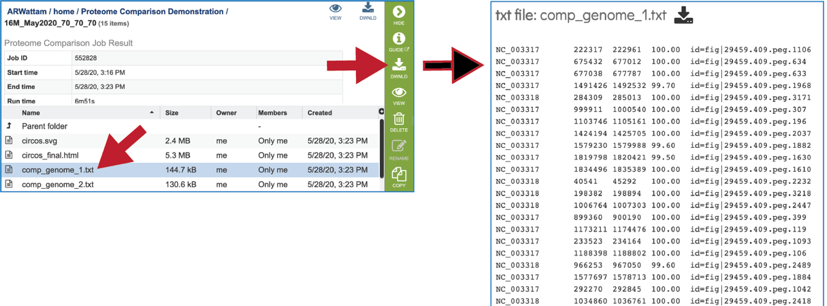 ARWattam / home / Proteome Comparison Demonstration /
16M_May2020_70_70_70 (15 items)
VIEW
DWNLD
Proteome Comparison Job Result
Job ID 552828
Start time 5/28/20, 3:16 PM
End time 5/28/20, 3:23 PM
Run time 6m51s
Name Size Owner Members Created
Parent folder -
circos.svg 2.4 MB me Only me 5/28/20, 3:23 PM
circos_final.html 5.3 MB me Only me 5/28/20, 3:23 PM
comp_genome_1.txt 144.7 kB me Only me 5/28/20, 3:23 PM
comp_genome_2.txt 130.6 kB me Only me 5/28/20, 3:23 PM
HIDE
GUIDE
DWNLD
VIEW
DELETE
RENAME
COPY
txt file: comp_genome_1.txt
NC_003317 222317 222961 100.00 id=fig|29459.409.peg.1106
NC_003317 675432 677012 100.00 id=fig|29459.409.peg.634
NC_003317 677038 677787 100.00 id=fig|29459.409.peg.633
NC_003317 1491426 1492532 99.70 id=fig|29459.409.peg.1968
NC_003318 284309 285013 100.00 id=fig|29459.409.peg.3171
NC_003317 999911 1000540 100.00 id=fig|29459.409.peg.307
NC_003317 1103746 1105161 100.00 id=fig|29459.409.peg.196
NC_003317 1424194 1425705 100.00 id=fig|29459.409.peg.2037
NC_003317 1579230 1579988 99.60 id=fig|29459.409.peg.1882
NC_003317 1819798 1820421 99.50 id=fig|29459.409.peg.1630
NC_003317 1834496 1835389 100.00 id=fig|29459.409.peg.1610
NC_003318 40541 45292 100.00 id=fig|29459.409.peg.2232
NC_003318 198382 198894 100.00 id=fig|29459.409.peg.3218
NC_003318 1006764 1007303 100.00 id=fig|29459.409.peg.2447
NC_003317 899360 900190 100.00 id=fig|29459.409.peg.399
NC_003317 1173211 1174476 100.00 id=fig|29459.409.peg.119
NC_003317 233523 234164 100.00 id=fig|29459.409.peg.1093
NC_003317 1188398 1188802 100.00 id=fig|29459.409.peg.106
NC_003318 966253 967050 99.60 id=fig|29459.409.peg.2489
NC_003317 1577697 1578713 100.00 id=fig|29459.409.peg.1884
NC_003317 292270 292845 100.00 id=fig|29459.409.peg.1042
NC_003318 1034860 1036761 100.00 id=fig|29459.409.peg.2418